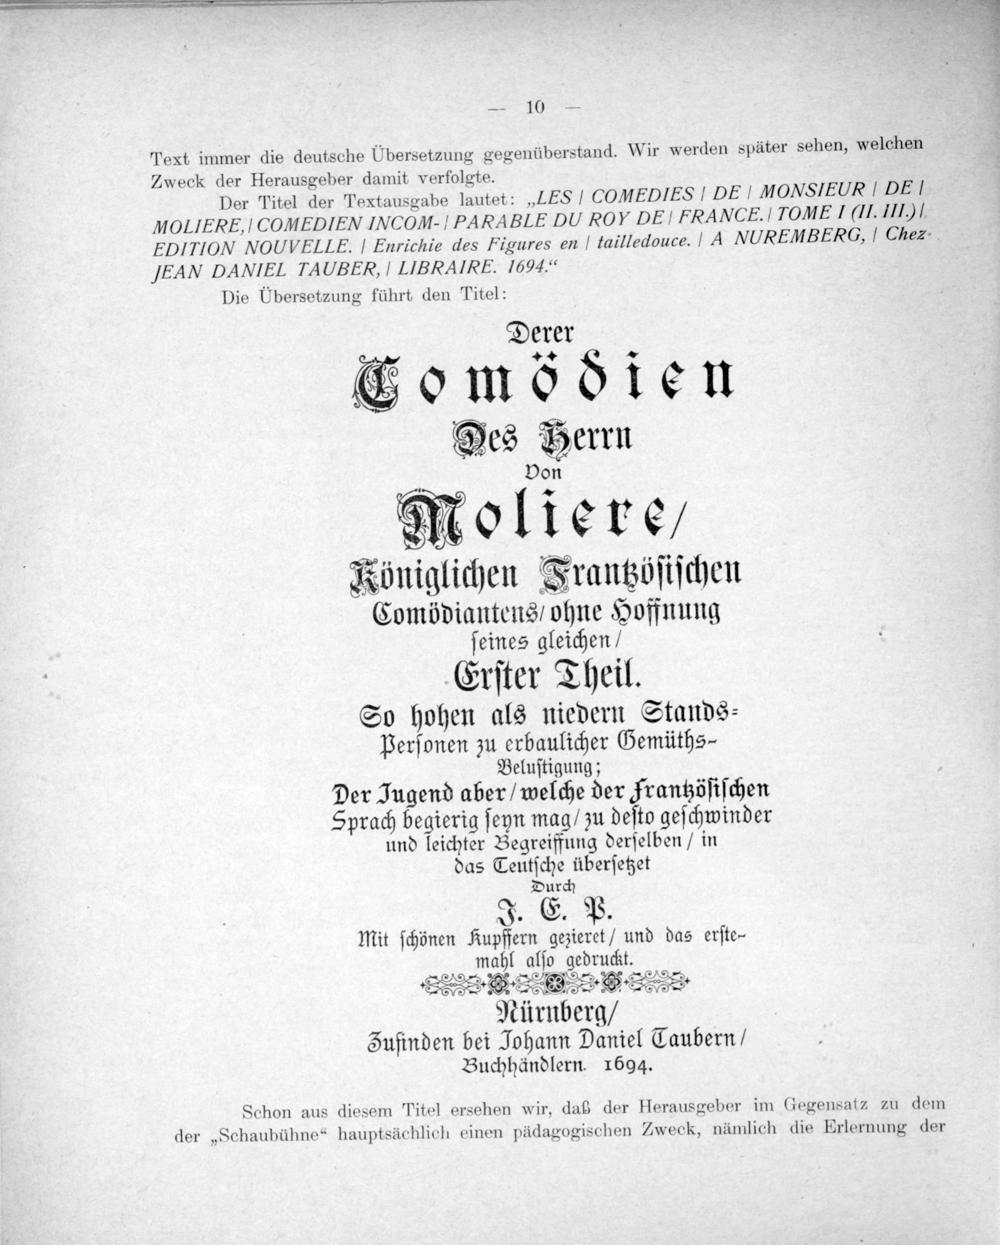 — 10 —
Text immer die deutsche Übersetzung gegenüberstand. Wir werden später sehen, welchen
Zweck der Herausgeber damit verfolgte.
Der Titel der Textausgabe lautet: „LES | COMEDIES | DE | MONSIEUR | DE |
MOLIERE, | COMEDIEN INCOM- | PARABLE DU ROY DE | FRANCE. | TOME I (II. III.) |
EDITION NOUVELLE. | Enrichie des Figures en | tailledouce. | A NUREMBERG, | Chez
JEAN DANIEL TAUBER, | LIBRAIRE. 1694.“
Die Übersetzung führt den Titel:
Derer
Comödien
Des Herrn
Von
Moliere/
Königlichen Frantzösischen
Comödiantens/ ohne Hoffnung
seines gleichen/
Erster Theil.
So hohen als niedern Stands-
Personen zu erbaulicher Gemüths-
Belustigung;
Der Jugend aber/ welche der Frantzösischen
Sprach begierig seyn mag/ zu desto geschwinder
und leichter Begreiffung derselben/ in
das Teutsche übersetzet
Durch
J. E. P.
Mit schönen Kupffern gezieret/ und das erste-
mahl also gedruckt.
Nürnberg/
Zufinden bei Johann Daniel Taubern/
Buchhändlern. 1694.
Schon aus diesem Titel ersehen wir, daß der Herausgeber im Gegensatz zu dem
der „Schaubühne“ hauptsächlich einen pädagogischen Zweck, nämlich die Erlernung der